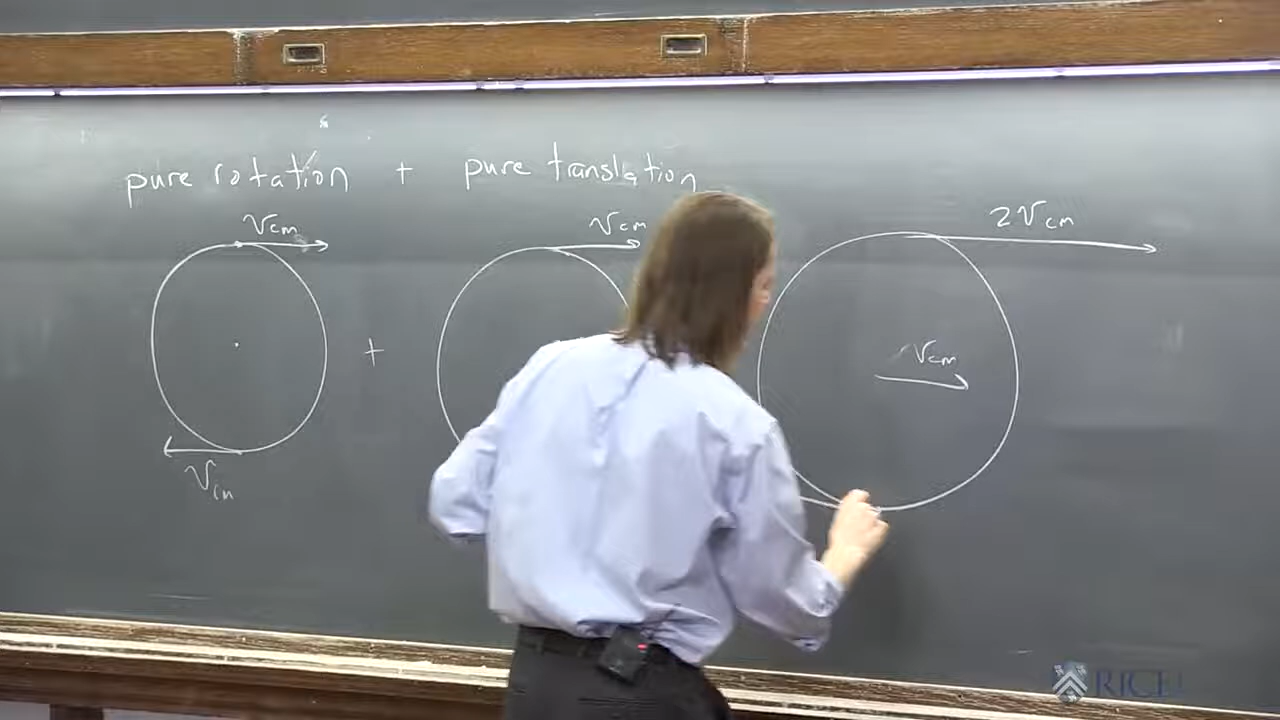 pure rotation + pure translation
Vcm Vcm 2Vcm
+
Vcm
Vcm
RICE